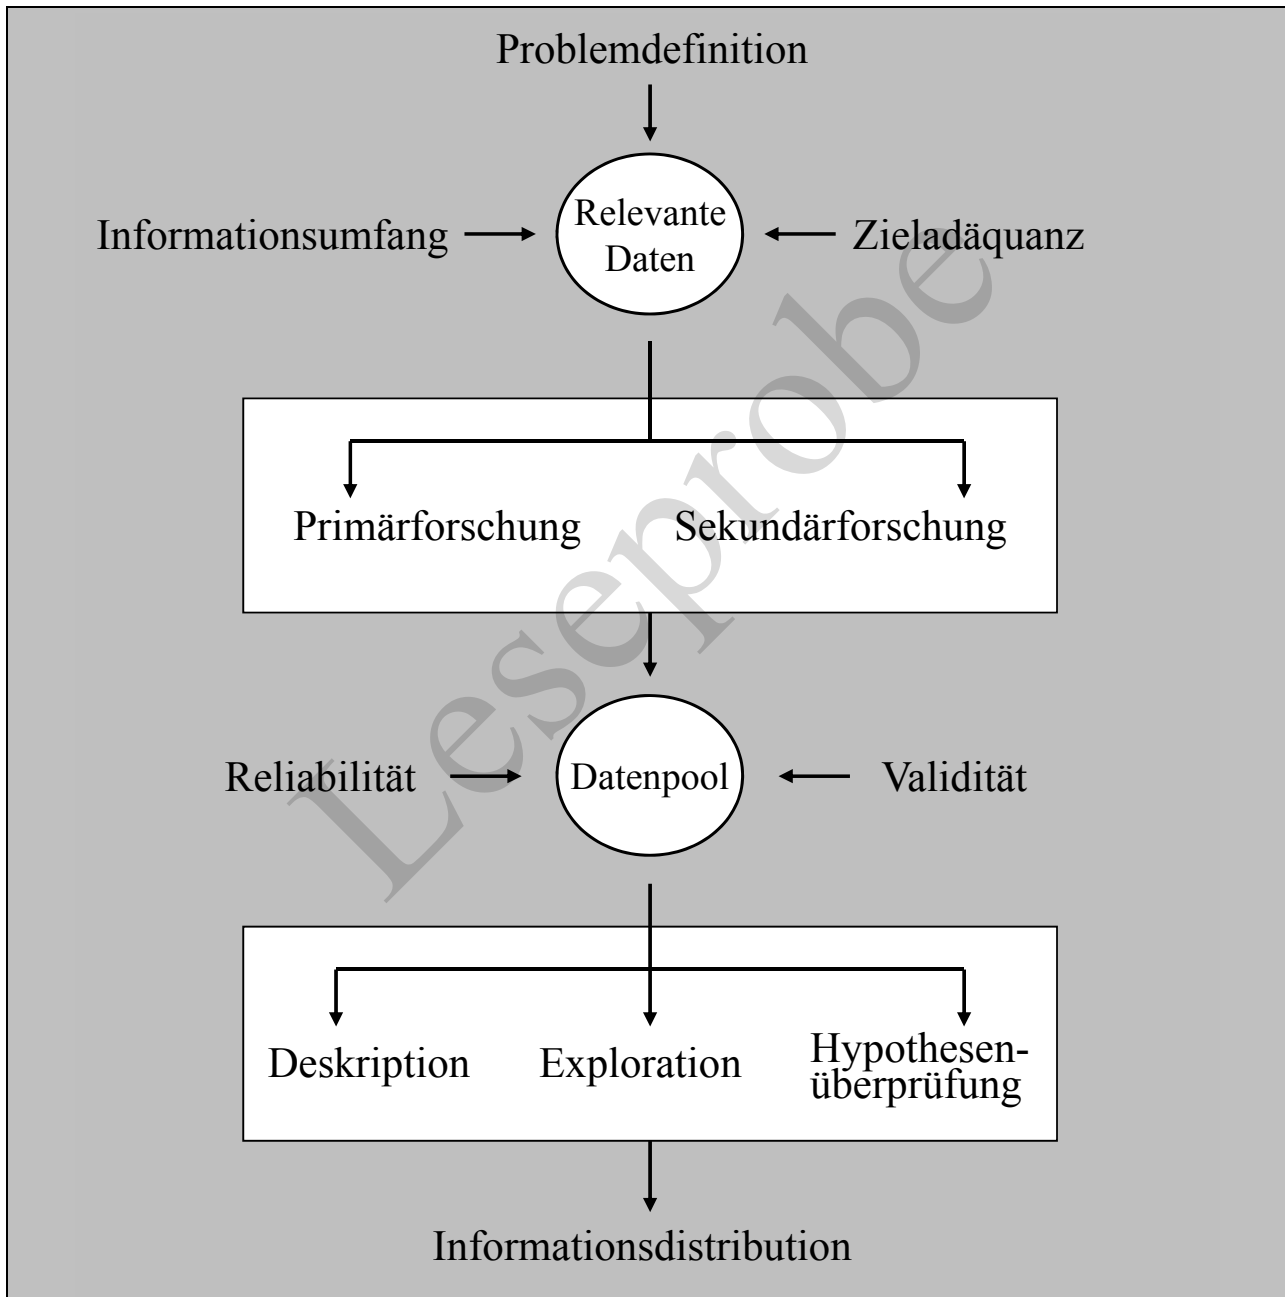 Problemdefinition
Informationsumfang
Relevante
Daten
Zieladäquanz
Primärforschung
Sekundärforschung
Leseprobe
Reliabilität
Datenpool
Validität
Deskription
Exploration
Hypothesen-
überprüfung
Informationsdistribution